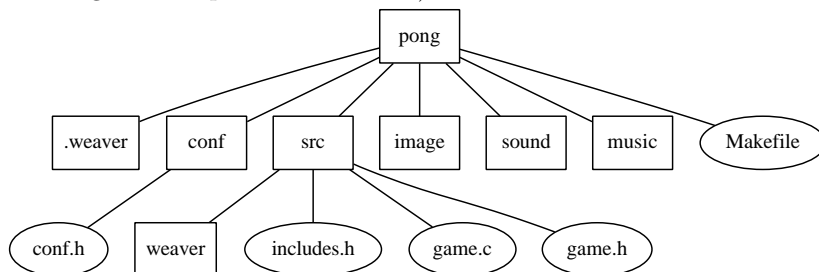 pong
.weaver conf src image sound music Makefile
conf.h weaver includes.h game.c game.h